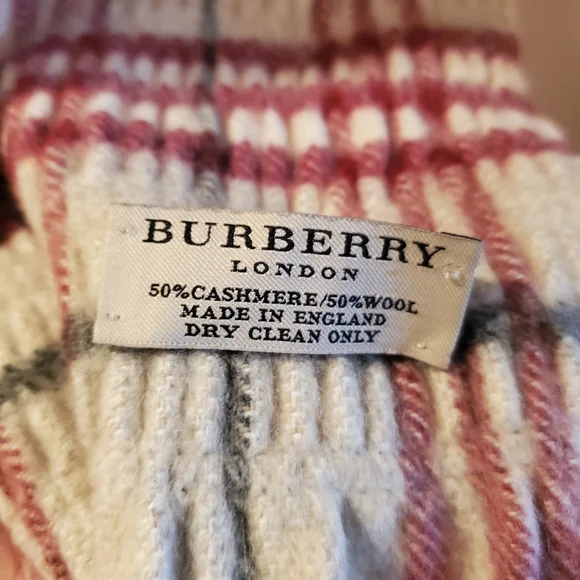 BURBERRY
LONDON
50%CASHMERE/50%WOOL
MADE IN ENGLAND
DRY CLEAN ONLY